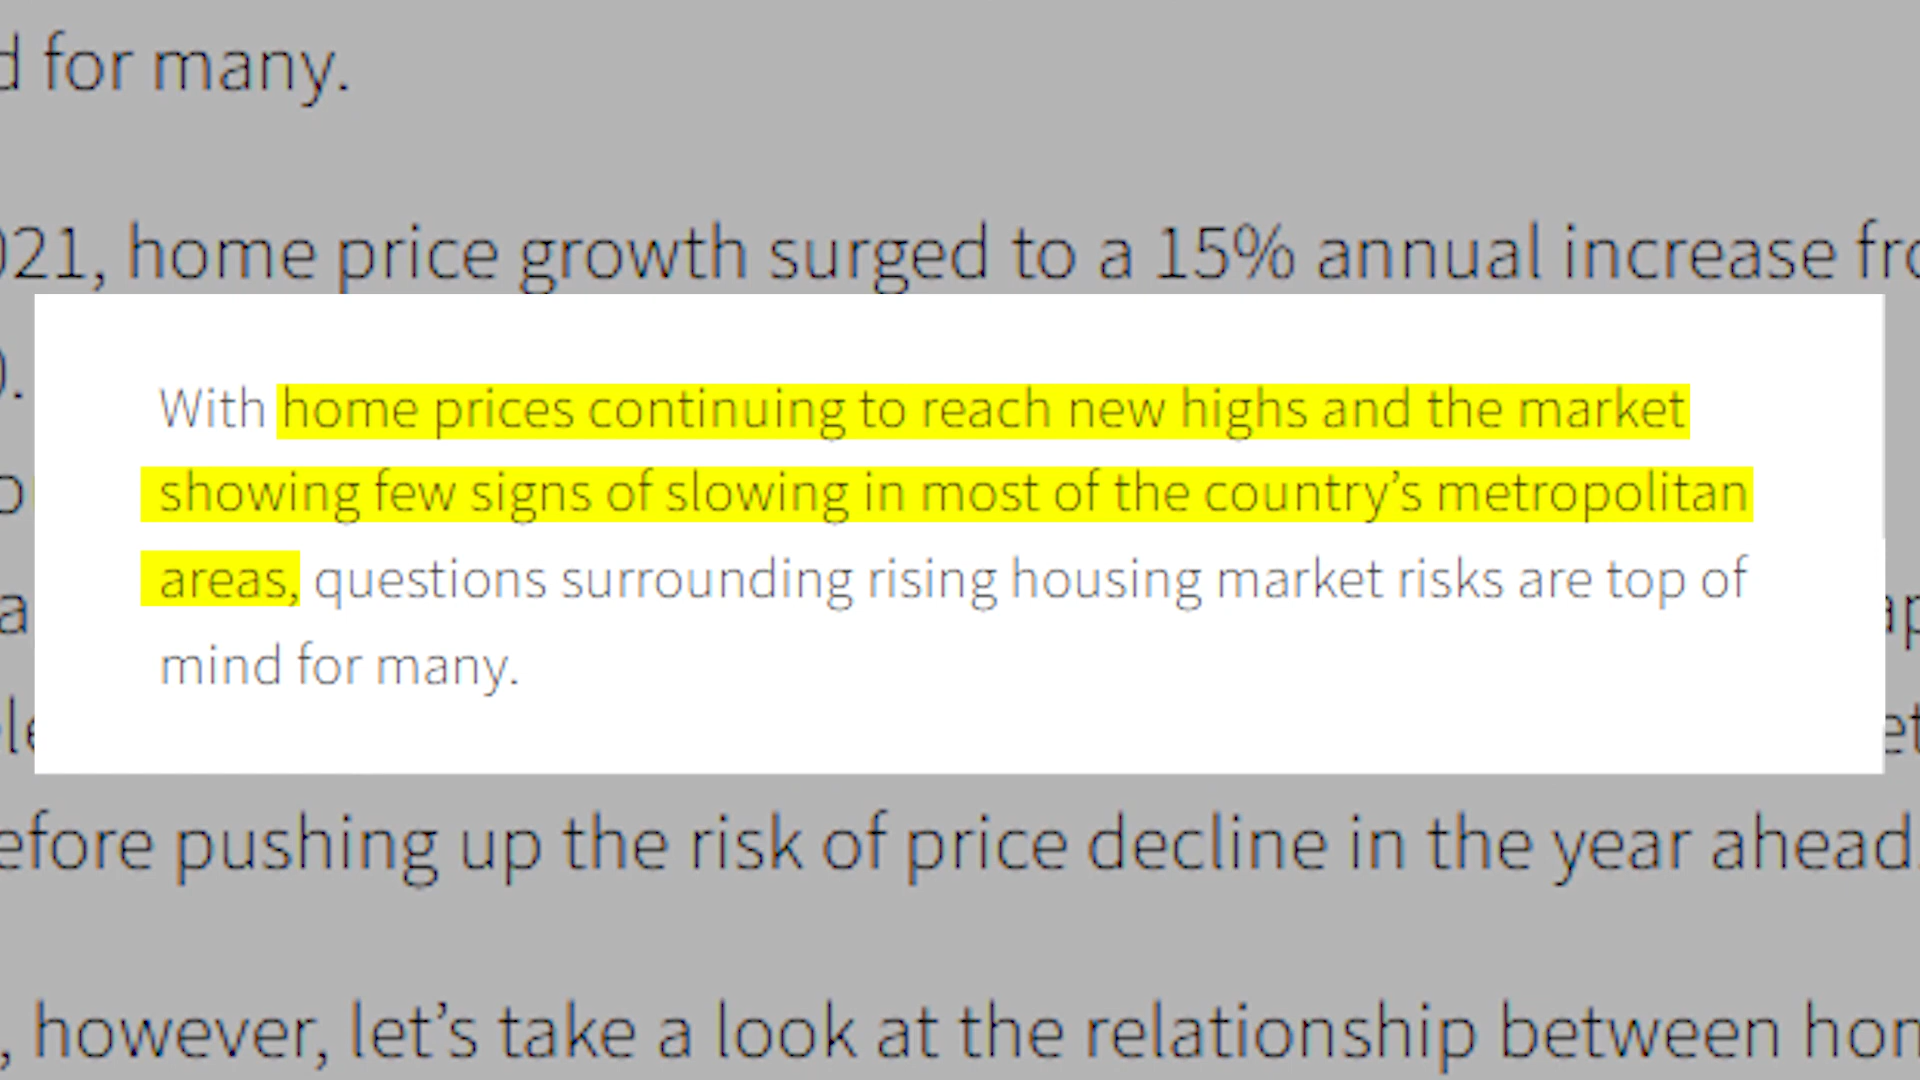 for many.
021, home price growth surged to a 15% annual increase
With home prices continuing to reach new highs and the market
showing few signs of slowing in most of the country’s metropolitan
areas, questions surrounding rising housing market risks are top of
mind for many.
pushing up the risk of price decline in the year ahead
, however, let’s take a look at the relationship between